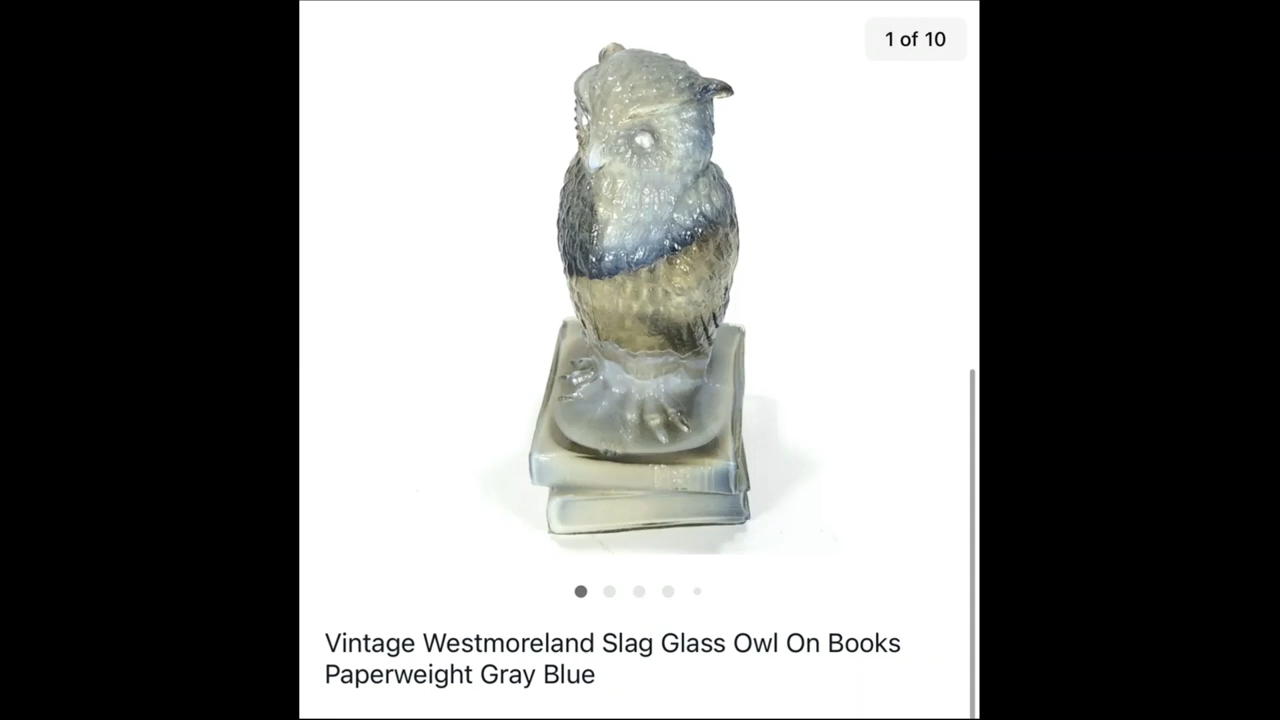 1 of 10
Vintage Westmoreland Slag Glass Owl On Books
Paperweight Gray Blue